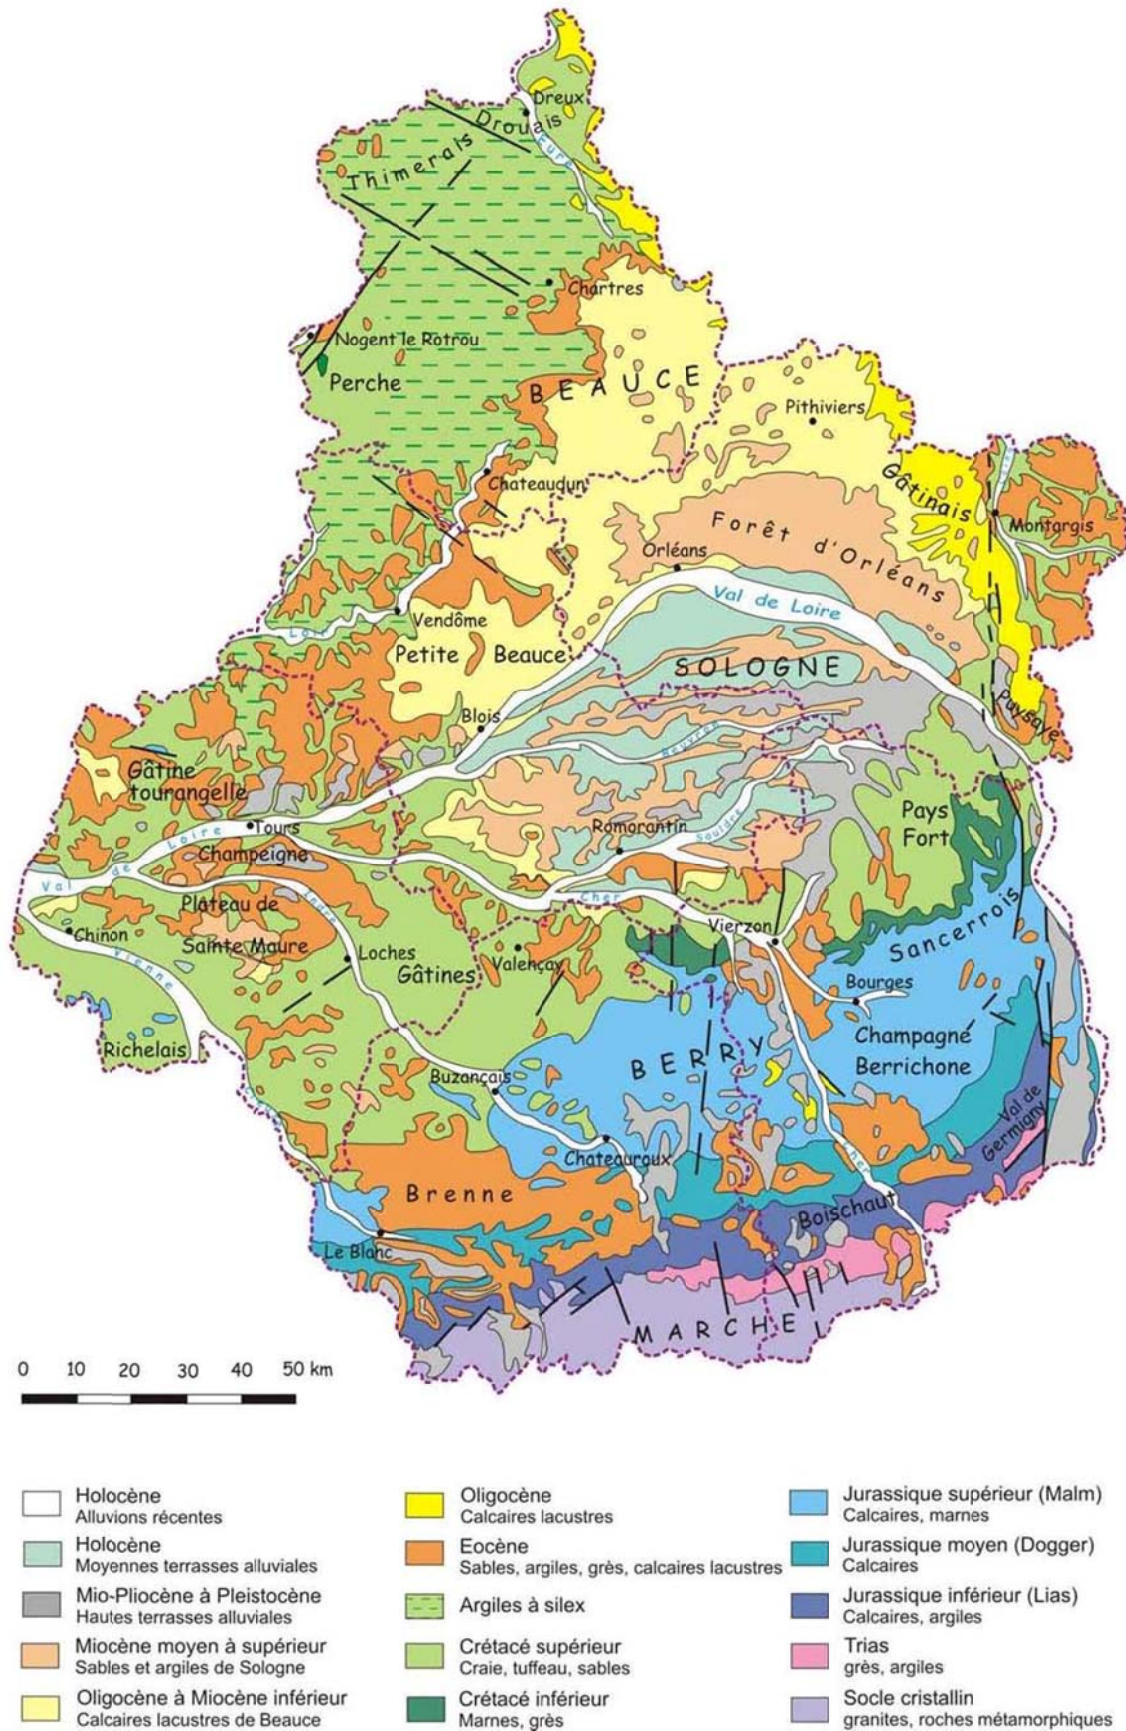 Dreux
Drouais
Eure
Thimerais
Chartres
Nogent le Rotrou
Perche
BEAUCE
Pithiviers
Chateaudun
Gâtinais
Montargis
Forêt d'Orléans
Orléans
Val de Loire
Loir
Vendôme
Petite Beauce
SOLOGNE
Puysaye
Blois
Beuvron
Gâtine
tourangelle
Pays
Fort
Romorantin
Sauldre
Tours
Val de Loire
Champeigne
Indre
Cher
Plateau de
Sainte Maure
Chinon
Vienne
Loches
Gâtines
Valençay
Vierzon
Sancerrois
Bourges
Richelais
BERRY
Champagne
Berrichone
Buzançais
Creuse
Val de
Germigny
Chateauroux
Cher
Brenne
Boischaut
Le Blanc
MARCHE
0 10 20 30 40 50 km
Holocène
Alluvions récentes
Holocène
Moyennes terrasses alluviales
Mio-Pliocène à Pleistocène
Hautes terrasses alluviales
Miocène moyen à supérieur
Sables et argiles de Sologne
Oligocène à Miocène inférieur
Calcaires lacustres de Beauce
Oligocène
Calcaires lacustres
Eocène
Sables, argiles, grès, calcaires lacustres
Argiles à silex
Crétacé supérieur
Craie, tuffeau, sables
Crétacé inférieur
Marnes, grès
Jurassique supérieur (Malm)
Calcaires, marnes
Jurassique moyen (Dogger)
Calcaires
Jurassique inférieur (Lias)
Calcaires, argiles
Trias
grès, argiles
Socle cristallin
granites, roches métamorphiques